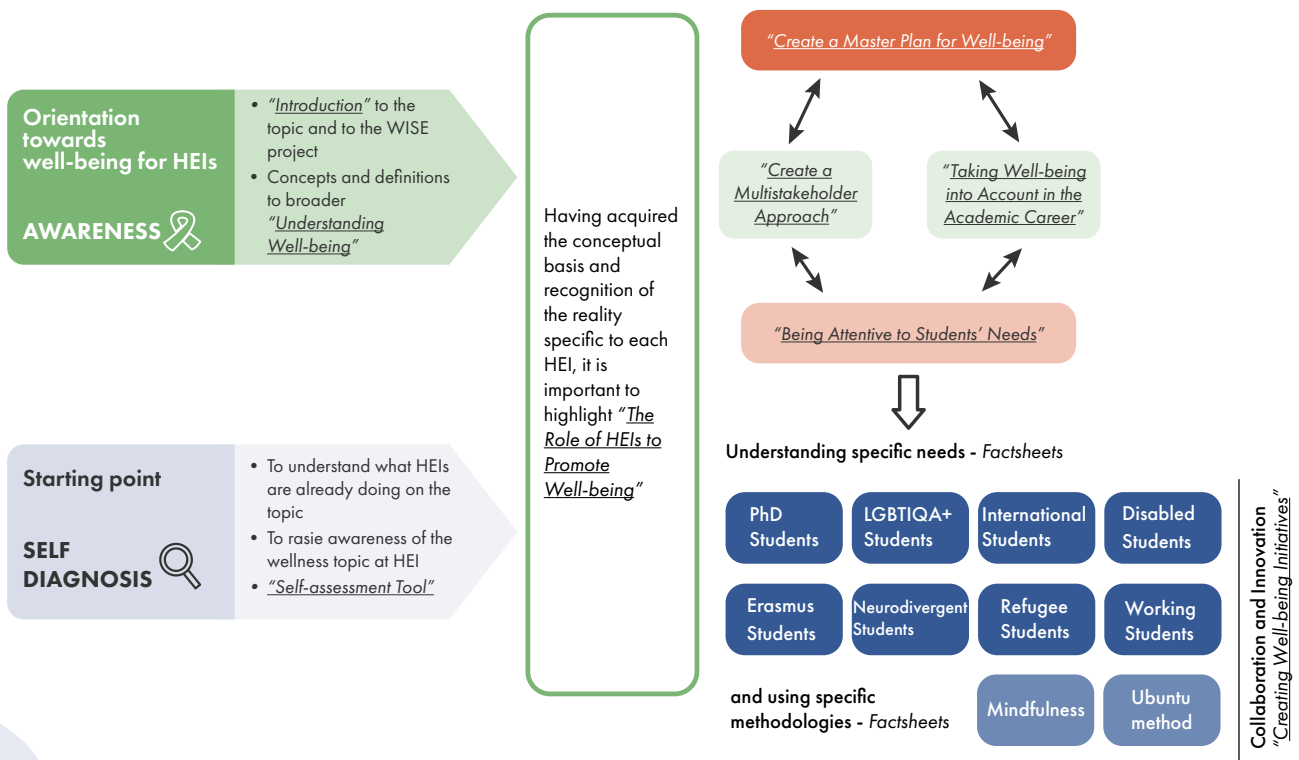 Orientation
towards
well-being for HEIs
AWARENESS
• “Introduction” to the
topic and to the WISE
project
• Concepts and definitions
to broader
“Understanding
Well-being”
Starting point
SELF
DIAGNOSIS
• To understand what HEIs
are already doing on the
topic
• To rasie awareness of the
wellness topic at HEI
• “Self-assessment Tool”
Having acquired
the conceptual
basis and
recognition of
the reality
specific to each
HEI, it is
important to
highlight “The
Role of HEIs to
Promote
Well-being”
“Create a Master Plan for Well-being”
“Create a
Multistakeholder
Approach”
“Taking Well-being
into Account in the
Academic Career”
“Being Attentive to Students’ Needs”
Understanding specific needs - Factsheets
PhD
Students
LGBTIQA+
Students
International
Students
Disabled
Students
Erasmus
Students
Neurodivergent
Students
Refugee
Students
Working
Students
and using specific
methodologies - Factsheets
Mindfulness
Ubuntu
method
Collaboration and Innovation
“Creating Well-being Initiatives”